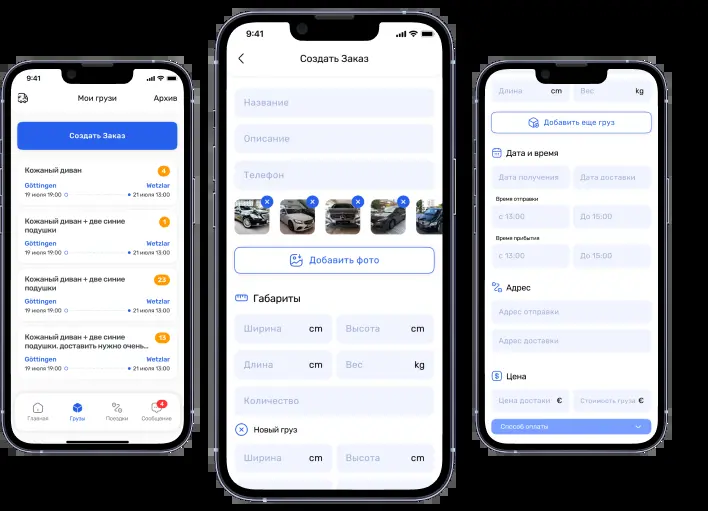 9:41
Мои грузи
Архив
Создать Заказ
Кожаный диван
4
Göttingen
Wetzlar
19 июля 19:00
21 июля 13:00
Кожаный диван + две синие
подушки
1
Göttingen
Wetzlar
19 июля 19:00
21 июля 13:00
Кожаный диван + две синие
подушки
23
Göttingen
Wetzlar
19 июля 19:00
21 июля 13:00
Кожаный диван + две синие
подушки. доставить нужно очень...
13
Göttingen
Wetzlar
19 июля 19:00
21 июля 13:00
4
Главная
Грузы
Поездки
Сообщение
9:41
Создать Заказ
Название
Описание
Телефон
Добавить фото
Габариты
Ширина cm
Высота cm
Длина cm
Вес kg
Количество
Новый груз
Ширина cm
Высота cm
Длина cm
Вес kg
Добавить еще груз
Дата и время
Дата получения
Дата доставки
Время отправки
с 13:00
До 15:00
Время прибытия
с 13:00
До 15:00
Адрес
Адрес отправки
Адрес доставки
Цена
Цена достаки €
Стоимость груза €
Способ оплаты